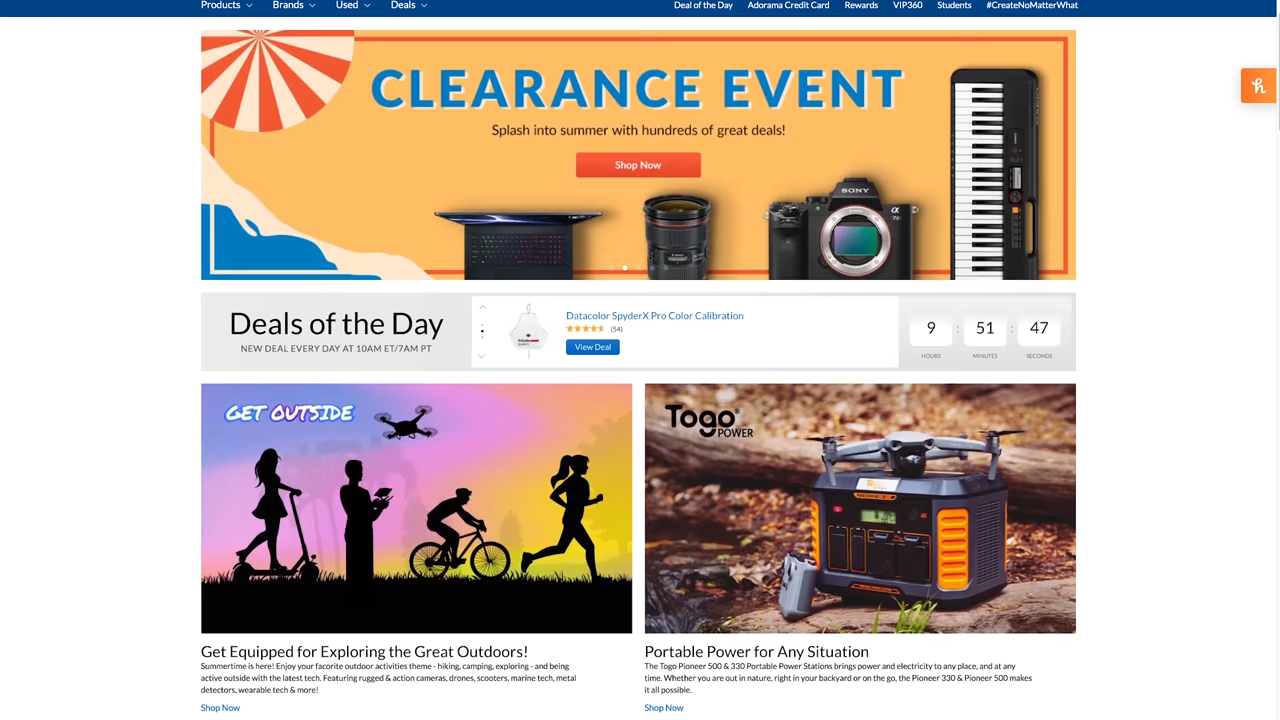 Products Brands Used Deals Deal of the Day Adorama Credit Card Rewards VIP360 Students #CreateNoMatterWhat
CLEARANCE EVENT
Splash into summer with hundreds of great deals!
Shop Now
SONY
α
Deals of the Day
NEW DEAL EVERY DAY AT 10AM ET/7AM PT
Datacolor SpyderX Pro Color Calibration
(54)
View Deal
9 : 51 : 47
HOURS MINUTES SECONDS
GET OUTSIDE
Togo
POWER
Get Equipped for Exploring the Great Outdoors!
Summertime is here! Enjoy your facorite outdoor activities theme - hiking, camping, exploring - and being
active outside with the latest tech. Featuring rugged & action cameras, drones, scooters, marine tech, metal
detectors, wearable tech & more!
Shop Now
Portable Power for Any Situation
The Togo Pioneer 500 & 330 Portable Power Stations brings power and electricity to any place, and at any
time. Whether you are out in nature, right in your backyard or on the go, the Pioneer 330 & Pioneer 500 makes
it all possible.
Shop Now